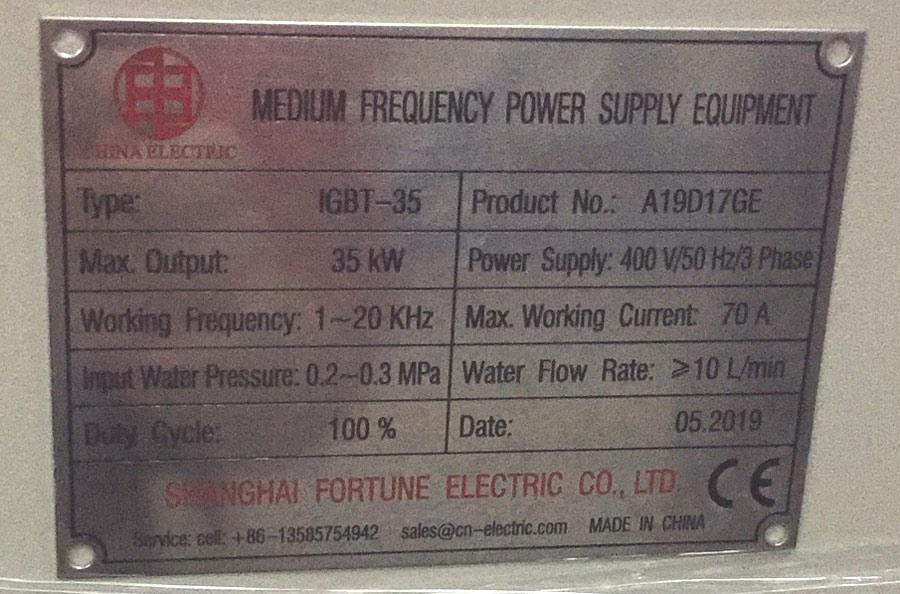 CHINA ELECTRIC
MEDIUM FREQUENCY POWER SUPPLY EQUIPMENT
Type: IGBT-35 Product No.: A19D17GE
Max. Output: 35 kW Power Supply: 400 V/50 Hz/3 Phase
Working Frequency: 1~20 KHz Max. Working Current: 70 A
Input Water Pressure: 0.2~0.3 MPa Water Flow Rate: ≥10 L/min
Duty Cycle: 100 % Date: 05.2019
SHANGHAI FORTUNE ELECTRIC CO., LTD. CE
Service: cell: +86-13585754942 sales@cn-electric.com MADE IN CHINA